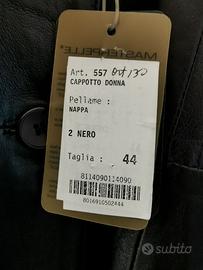 MASTERPELLE
Art. 557
CAPPOTTO DONNA
Pellame :
NAPPA
2 NERO
Taglia : 44
8114090114090
8016910502444
subito